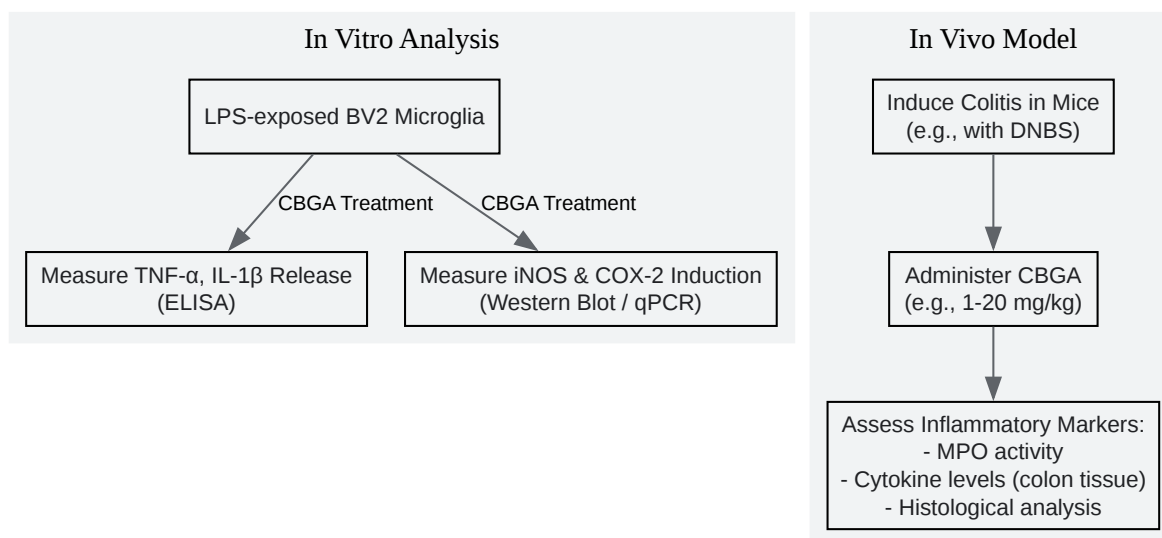 In Vitro Analysis
LPS-exposed BV2 Microglia
CBGA Treatment
CBGA Treatment
Measure TNF-α, IL-1β Release
(ELISA)
Measure iNOS & COX-2 Induction
(Western Blot / qPCR)
In Vivo Model
Induce Colitis in Mice
(e.g., with DNBS)
Administer CBGA
(e.g., 1-20 mg/kg)
Assess Inflammatory Markers:
- MPO activity
- Cytokine levels (colon tissue)
- Histological analysis